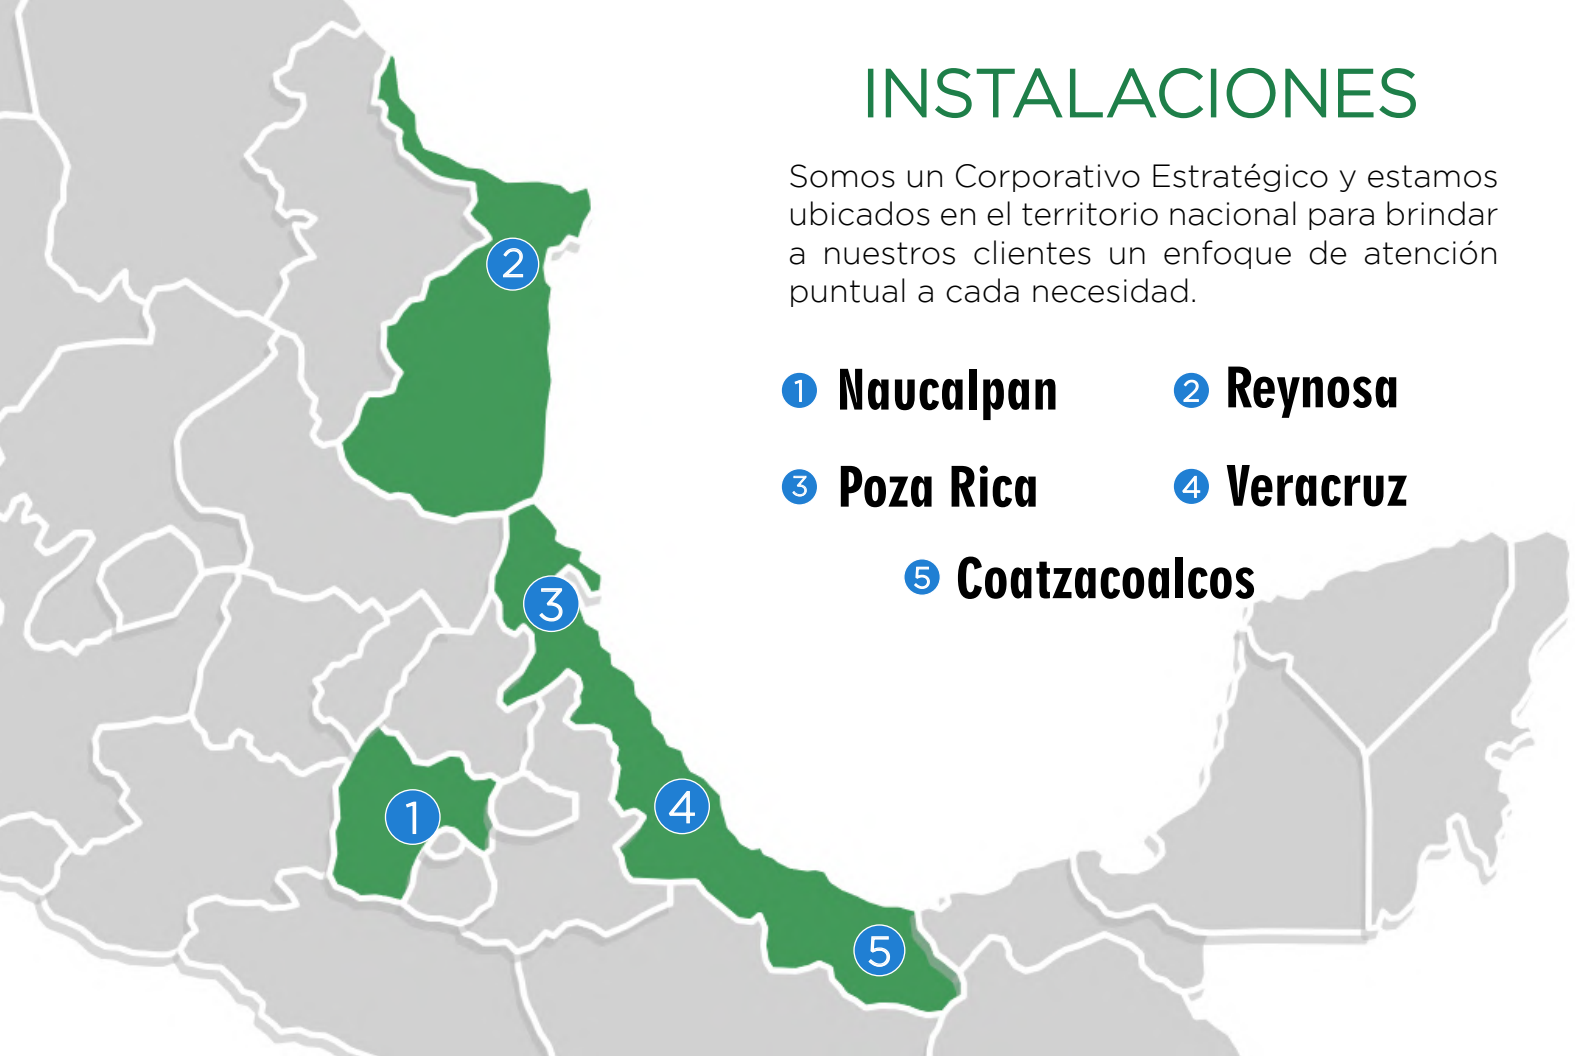 INSTALACIONES
Somos un Corporativo Estratégico y estamos
ubicados en el territorio nacional para brindar
a nuestros clientes un enfoque de atención
puntual a cada necesidad.
1 Naucalpan
2 Reynosa
3 Poza Rica
4 Veracruz
5 Coatzacoalcos
2
3
1
4
5